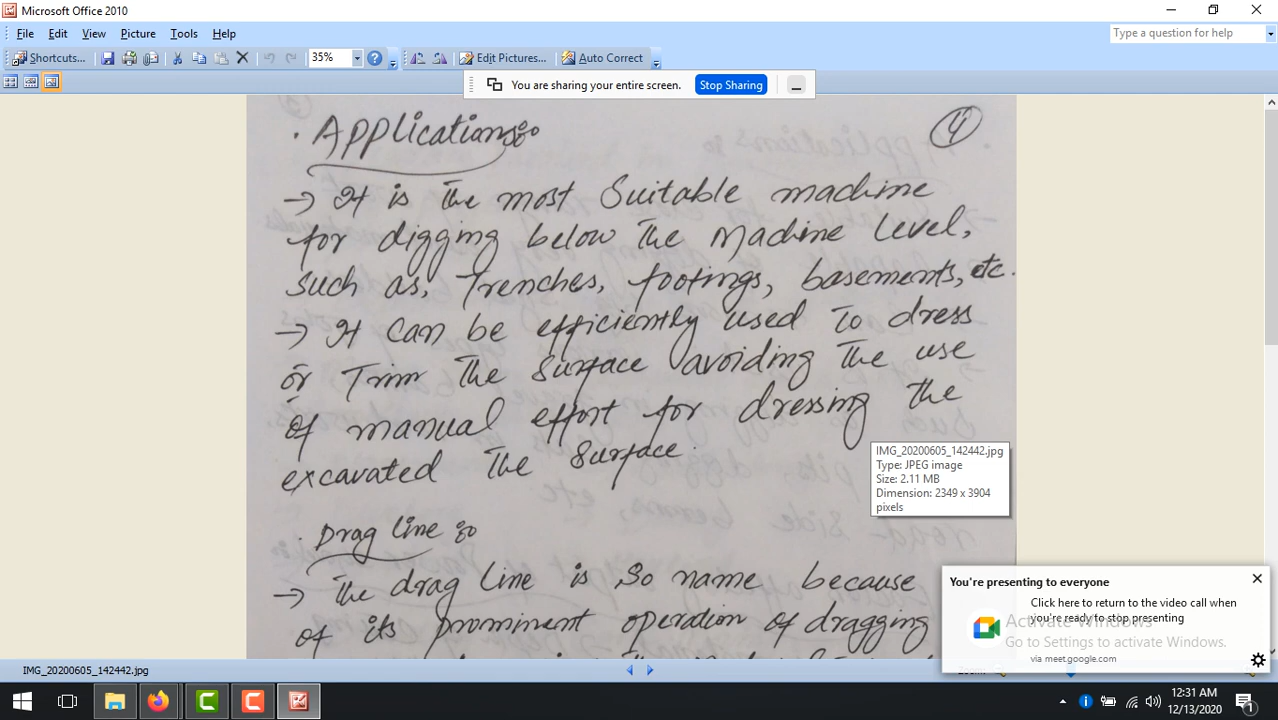 Microsoft Office 2010
File Edit View Picture Tools Help
Type a question for help
Shortcuts...
35%
Edit Pictures...
Auto Correct
You are sharing your entire screen.
Stop Sharing
4
· Applications:
→ It is the most Suitable machine
for digging below the Machine Level,
such as, Trenches, footings, basements, etc.
→ It can be efficiently used to dress
or Trim the surface avoiding the use
of manual effort for dressing the
excavated the surface.
IMG_20200605_142442.jpg
Type: JPEG image
Size: 2.11 MB
Dimension: 2349 x 3904
pixels
· Drag line :
→ The drag line is so name because
of its prominent operation of dragging
You're presenting to everyone
Click here to return to the video call when
you're ready to stop presenting
Activate Windows
Go to Settings to activate Windows.
via meet.google.com
IMG_20200605_142442.jpg
12:31 AM
12/13/2020
1